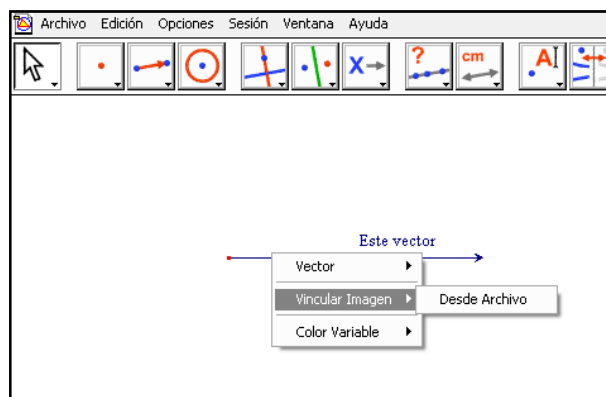 Archivo Edición Opciones Sesión Ventana Ayuda
X ? cm A
Este vector
Vector
Vincular Imagen
Desde Archivo
Color Variable